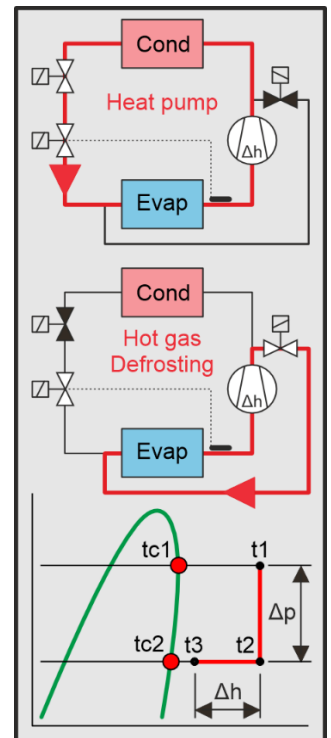 Cond
Heat pump
Δh
Evap
Cond
Hot gas
Defrosting
Δh
Evap
tc1
t1
Δp
tc2
t3
t2
Δh